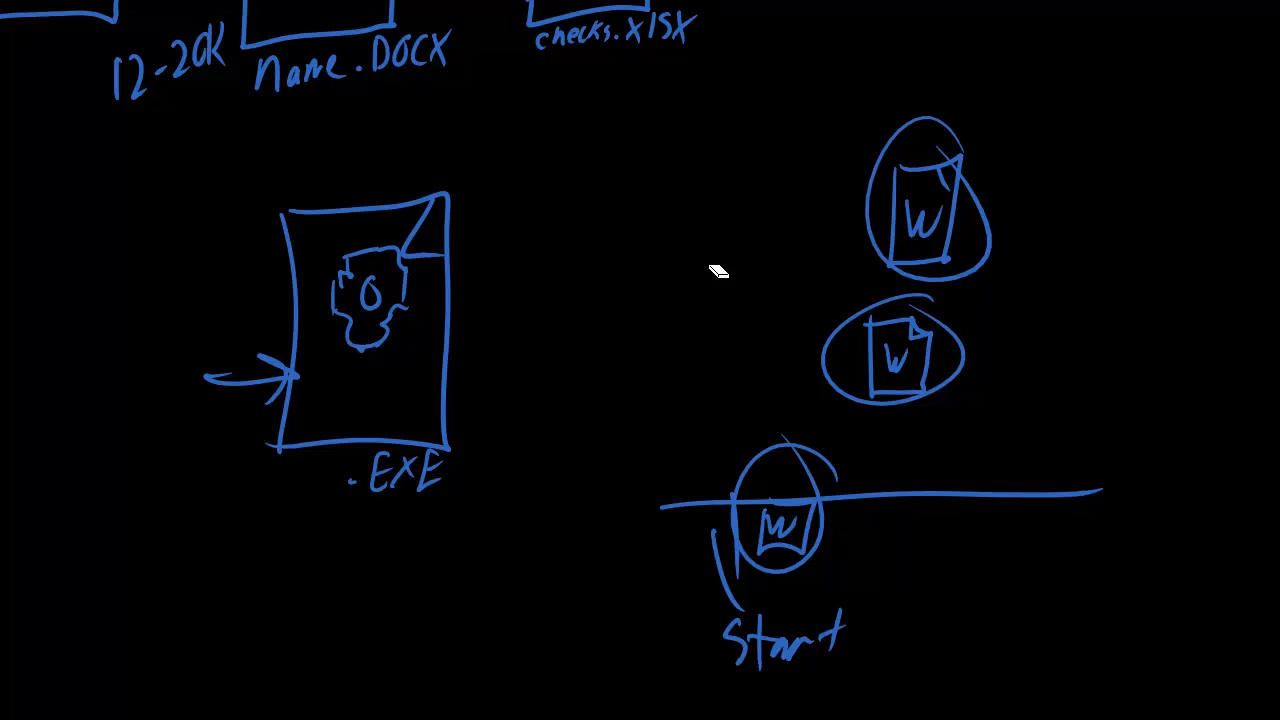 12-20K
Name.DOCX
checks.XLSX
O
.EXE
W
W
W
Start